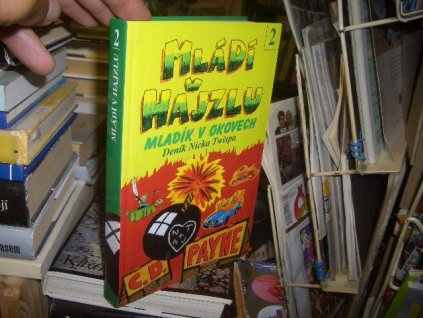 2
MLÁDÍ
V HAJZLU
MLADÍK V OKOVECH
Deník Nicka Twispa
C.D. PAYNE
2
MLÁDÍ V HAJZLU